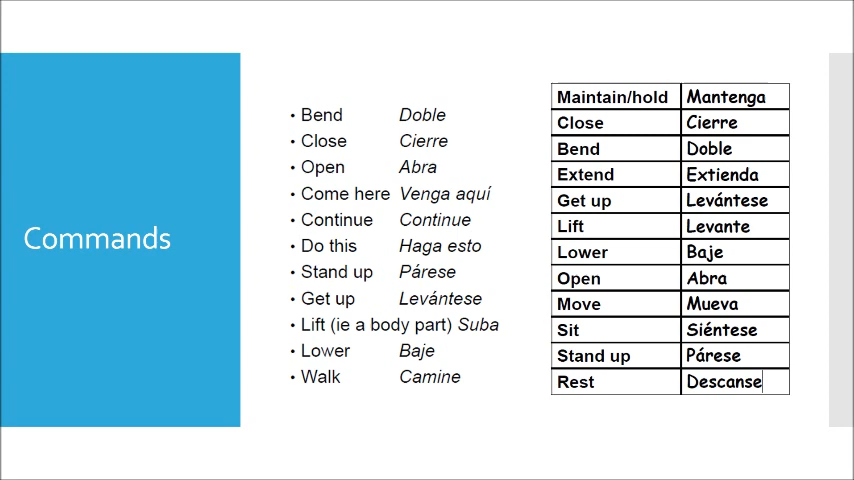 Commands
• Bend Doble
• Close Cierre
• Open Abra
• Come here Venga aquí
• Continue Continue
• Do this Haga esto
• Stand up Párese
• Get up Levántese
• Lift (ie a body part) Suba
• Lower Baje
• Walk Camine
Maintain/hold Mantenga
Close Cierre
Bend Doble
Extend Extienda
Get up Levántese
Lift Levante
Lower Baje
Open Abra
Move Mueva
Sit Siéntese
Stand up Párese
Rest Descanse